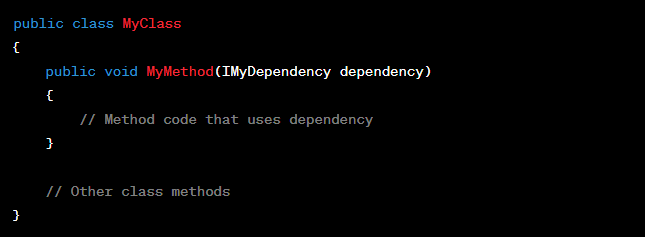 public class MyClass
{
    public void MyMethod(IMyDependency dependency)
    {
        // Method code that uses dependency
    }

    // Other class methods
}